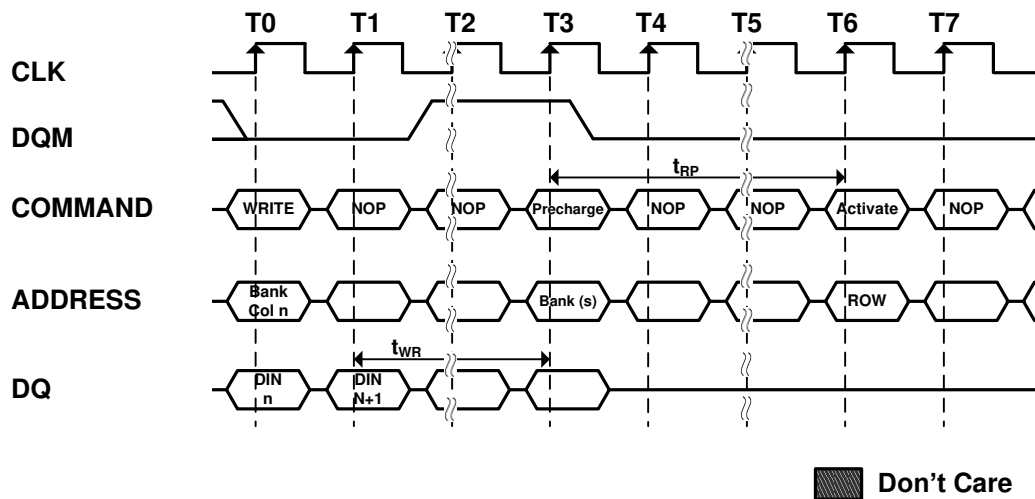 T0 T1 T2 T3 T4 T5 T6 T7
CLK
DQM
tRP
COMMAND WRITE NOP NOP Precharge NOP NOP Activate NOP
ADDRESS Bank Col n Bank (s) ROW
tWR
DQ DIN n DIN N+1
Don't Care